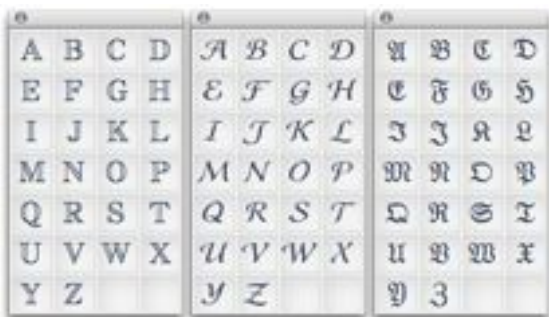 A B C D
E F G H
I J K L
M N O P
Q R S T
U V W X
Y Z
𝒜 ℬ 𝒞 𝒟
ℰ ℱ 𝒢 ℋ
ℐ 𝒥 𝒦 ℒ
ℳ 𝒩 𝒪 𝒫
𝒬 ℛ 𝒮 𝒯
𝒰 𝒱 𝒲 𝒳
𝒴 𝒵
𝔄 𝔅 ℭ 𝔇
𝔈 𝔉 𝔊 ℌ
ℑ 𝔍 𝔎 𝔏
𝔐 𝔑 𝔒 𝔓
𝔔 ℜ 𝔖 𝔗
𝔘 𝔙 𝔚 𝔛
𝔜 ℨ